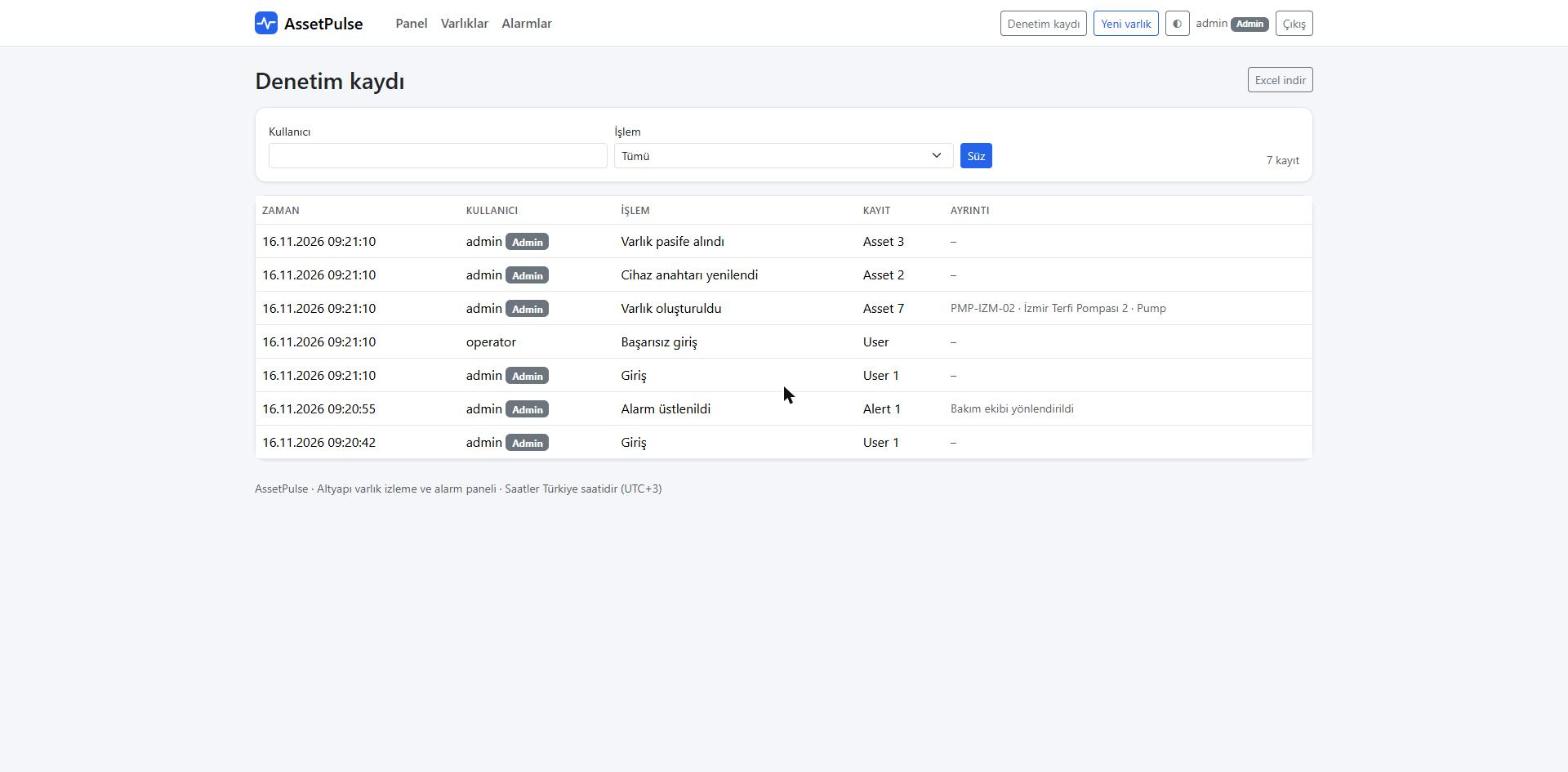 AssetPulse Panel Varlıklar Alarmlar Denetim kaydı Yeni varlık admin Admin Çıkış
Denetim kaydı Excel indir
Kullanıcı İşlem
Tümü Süz 7 kayıt
ZAMAN KULLANICI İŞLEM KAYIT AYRINTI
16.11.2026 09:21:10 admin Admin Varlık pasife alındı Asset 3 –
16.11.2026 09:21:10 admin Admin Cihaz anahtarı yenilendi Asset 2 –
16.11.2026 09:21:10 admin Admin Varlık oluşturuldu Asset 7 PMP-IZM-02 · İzmir Terfi Pompası 2 · Pump
16.11.2026 09:21:10 operator Başarısız giriş User –
16.11.2026 09:21:10 admin Admin Giriş User 1 –
16.11.2026 09:20:55 admin Admin Alarm üstlenildi Alert 1 Bakım ekibi yönlendirildi
16.11.2026 09:20:42 admin Admin Giriş User 1 –
AssetPulse · Altyapı varlık izleme ve alarm paneli · Saatler Türkiye saatidir (UTC+3)